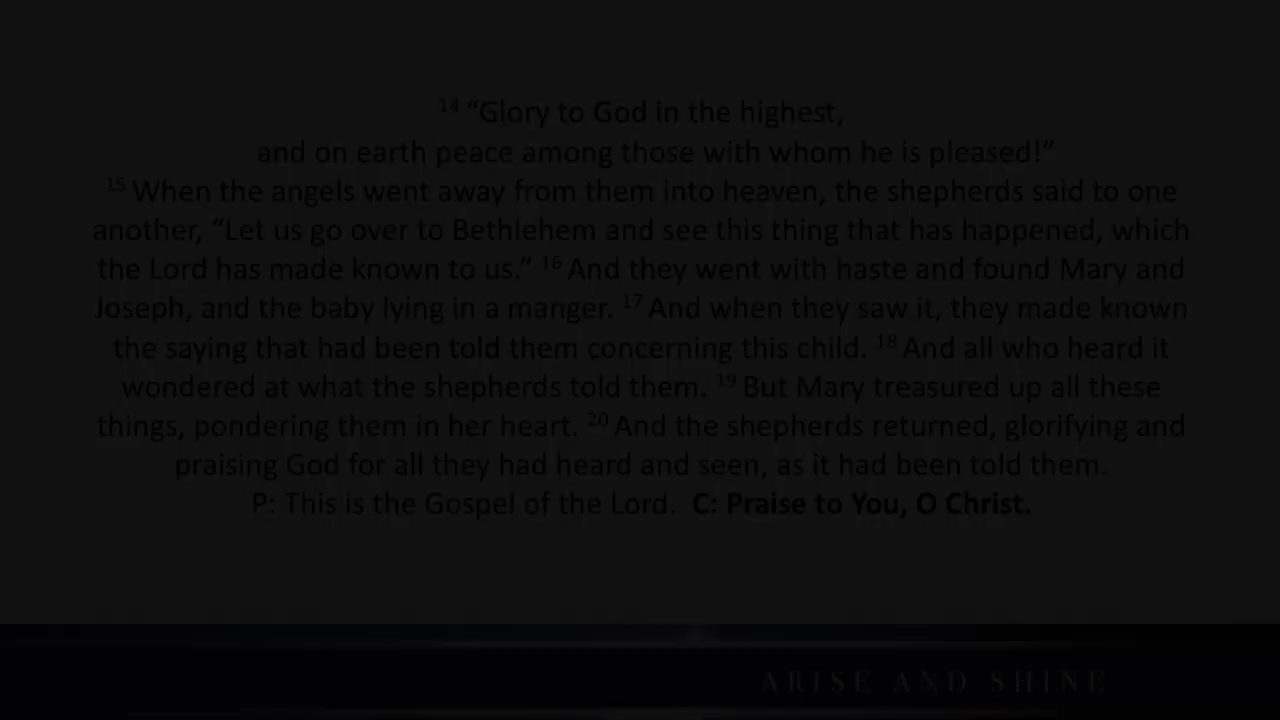 14 “Glory to God in the highest,
and on earth peace among those with whom he is pleased!”
15 When the angels went away from them into heaven, the shepherds said to one
another, “Let us go over to Bethlehem and see this thing that has happened, which
the Lord has made known to us.” 16 And they went with haste and found Mary and
Joseph, and the baby lying in a manger. 17 And when they saw it, they made known
the saying that had been told them concerning this child. 18 And all who heard it
wondered at what the shepherds told them. 19 But Mary treasured up all these
things, pondering them in her heart. 20 And the shepherds returned, glorifying and
praising God for all they had heard and seen, as it had been told them.
P: This is the Gospel of the Lord.  C: Praise to You, O Christ.
ARISE AND SHINE